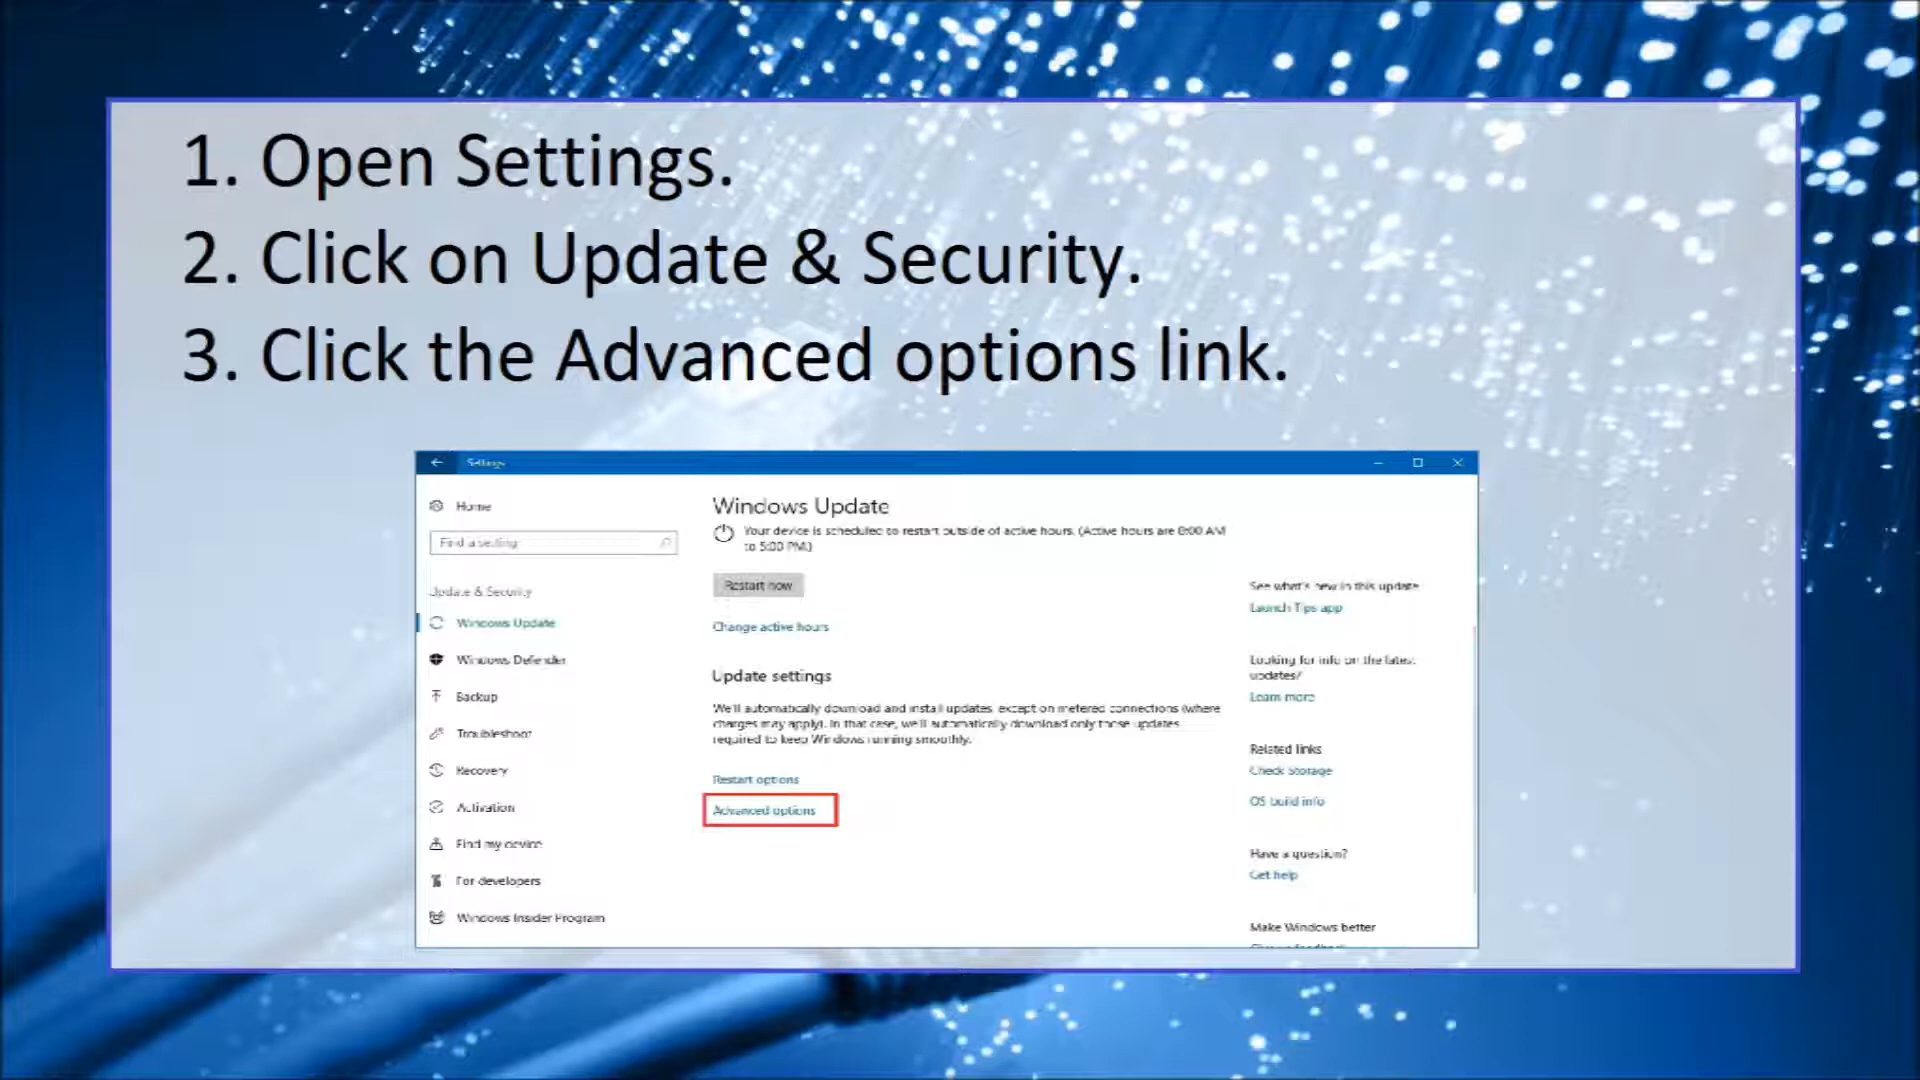 1. Open Settings.
2. Click on Update & Security.
3. Click the Advanced options link.
Settings
Home
Find a setting
Update & Security
Windows Update
Windows Defender
Backup
Troubleshoot
Recovery
Activation
Find my device
For developers
Windows Insider Program
Windows Update
Your device is scheduled to restart outside of active hours. (Active hours are 8:00 AM
to 5:00 PM.)
Restart now
Change active hours
Update settings
We'll automatically download and install updates, except on metered connections (where
charges may apply). In that case, we'll automatically download only those updates
required to keep Windows running smoothly.
Restart options
Advanced options
See what's new in this update
Launch Tips app
Looking for info on the latest
updates?
Learn more
Related links
Check Storage
OS build info
Have a question?
Get help
Make Windows better